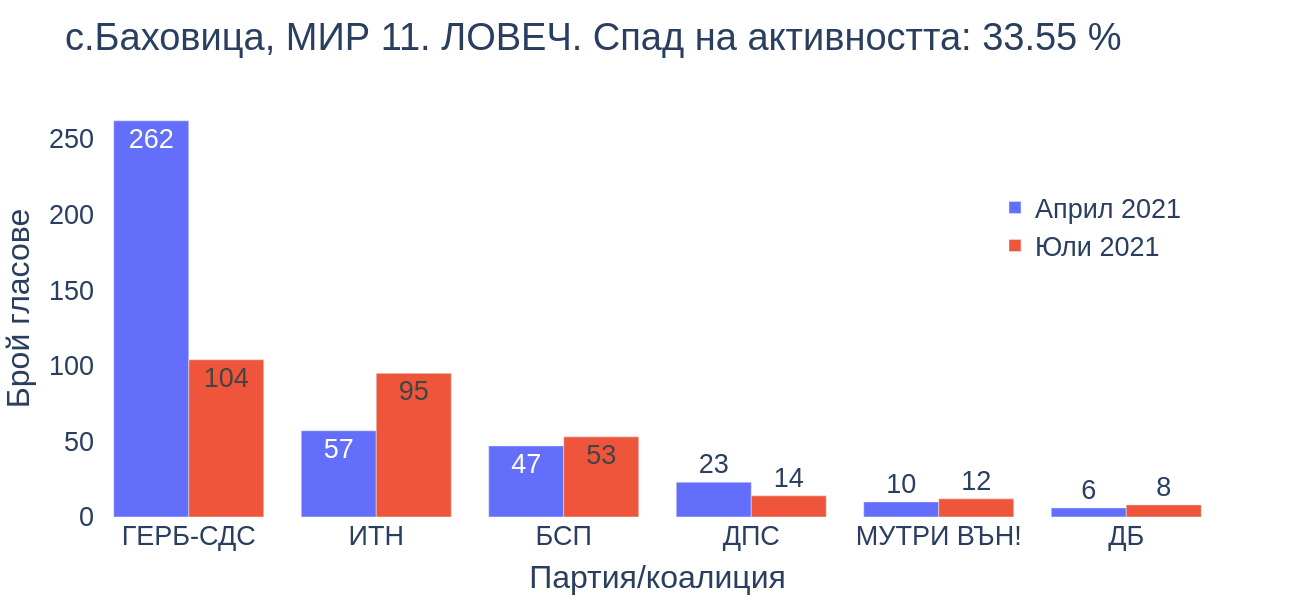 с.Баховица, МИР 11. ЛОВЕЧ. Спад на активността: 33.55 %
Брой гласове
250
200
150
100
50
0
262
104
57
95
47
53
23
14
10
12
6
8
Април 2021
Юли 2021
ГЕРБ-СДС
ИТН
БСП
ДПС
МУТРИ ВЪН!
ДБ
Партия/коалиция